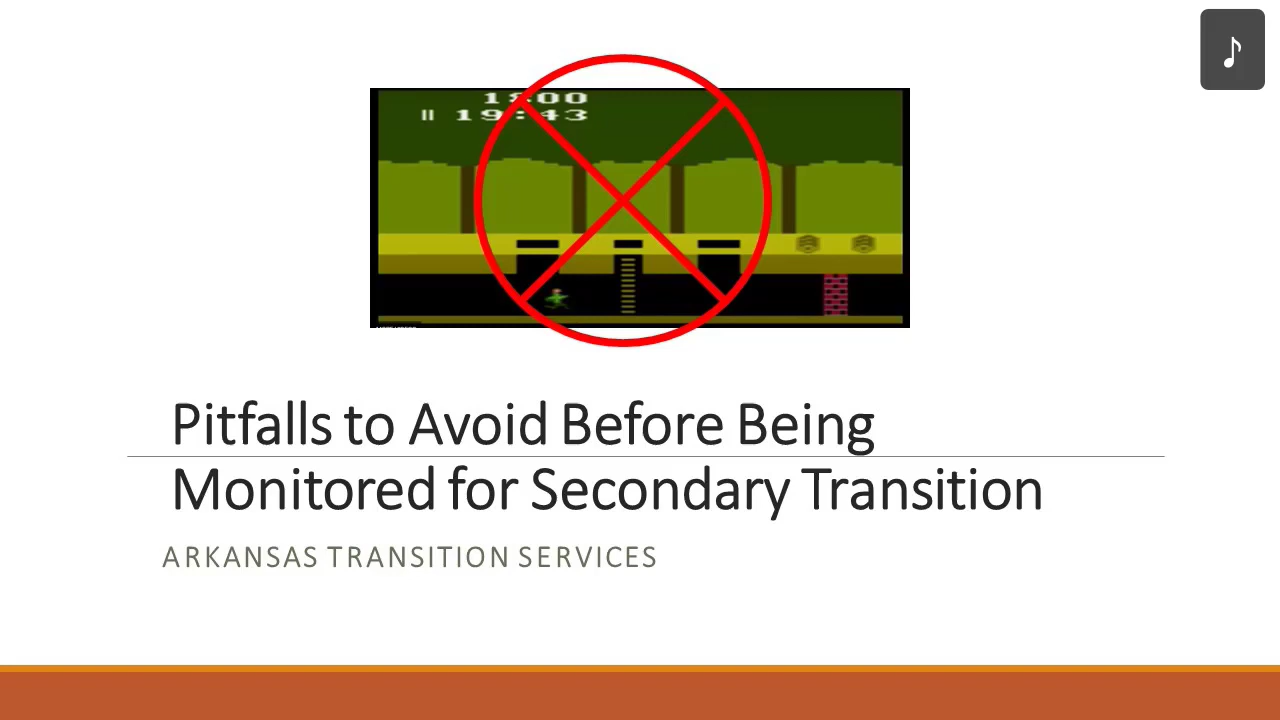 1800
19:43
Pitfalls to Avoid Before Being
Monitored for Secondary Transition
ARKANSAS TRANSITION SERVICES